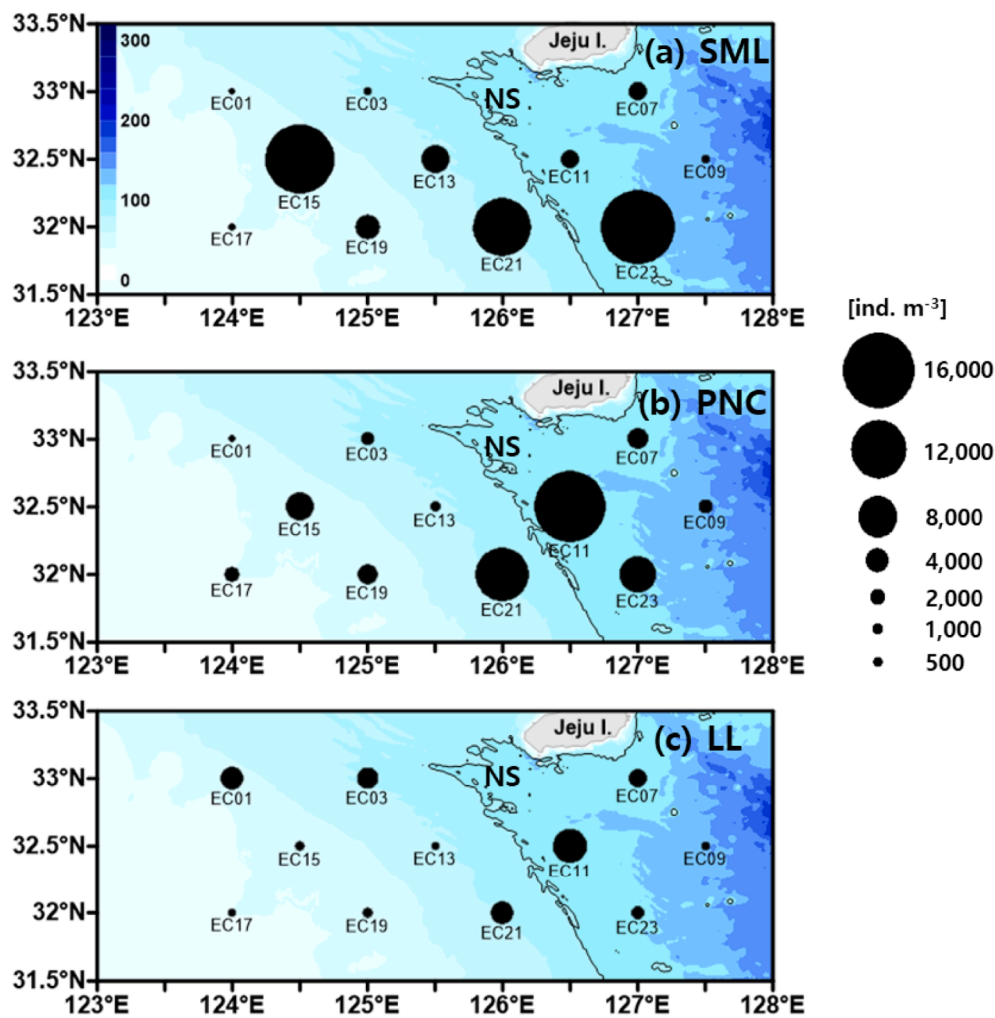 33.5°N
33°N
32.5°N
32°N
31.5°N
300
200
100
0
Jeju I.
(a) SML
NS
EC01
EC03
EC07
EC15
EC13
EC11
EC09
EC17
EC19
EC21
EC23
123°E
124°E
125°E
126°E
127°E
128°E
33.5°N
33°N
32.5°N
32°N
31.5°N
Jeju I.
(b) PNC
NS
EC01
EC03
EC07
EC15
EC13
EC11
EC09
EC17
EC19
EC21
EC23
123°E
124°E
125°E
126°E
127°E
128°E
33.5°N
33°N
32.5°N
32°N
31.5°N
Jeju I.
(c) LL
NS
EC01
EC03
EC07
EC15
EC13
EC11
EC09
EC17
EC19
EC21
EC23
123°E
124°E
125°E
126°E
127°E
128°E
[ind. m⁻³]
16,000
12,000
8,000
4,000
2,000
1,000
500